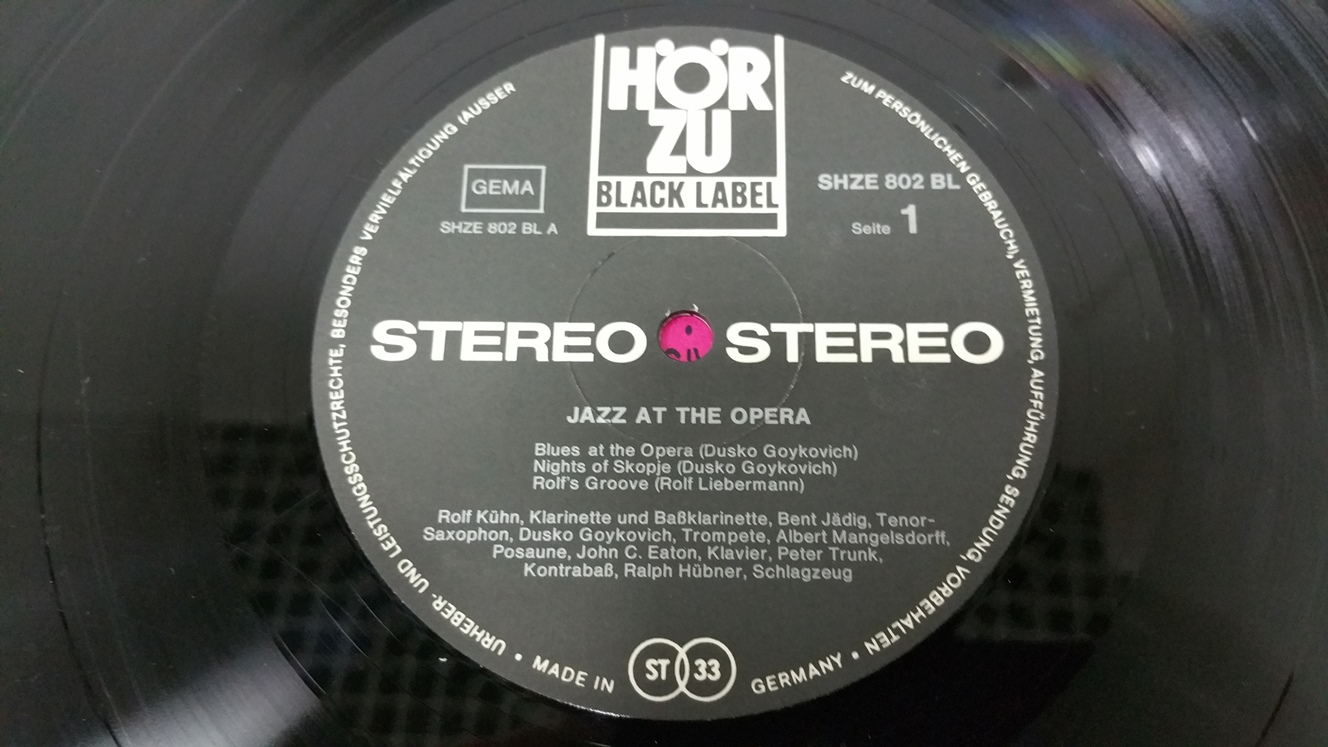 HÖR
ZU
BLACK LABEL
GEMA
SHZE 802 BL A
SHZE 802 BL
Seite 1
STEREO STEREO
JAZZ AT THE OPERA
Blues at the Opera (Dusko Goykovich)
Nights of Skopje (Dusko Goykovich)
Rolf's Groove (Rolf Liebermann)
Rolf Kühn, Klarinette und Baßklarinette, Bent Jädig, Tenor-
Saxophon, Dusko Goykovich, Trompete, Albert Mangelsdorff,
Posaune, John C. Eaton, Klavier, Peter Trunk,
Kontrabaß, Ralph Hübner, Schlagzeug
URHEBER- UND LEISTUNGSSCHUTZRECHTE, BESONDERS VERVIELFÄLTIGUNG (AUSSER
ZUM PERSÖNLICHEN GEBRAUCH), VERMIETUNG, AUFFÜHRUNG, SENDUNG, VORBEHALTEN
• MADE IN ST 33 GERMANY •